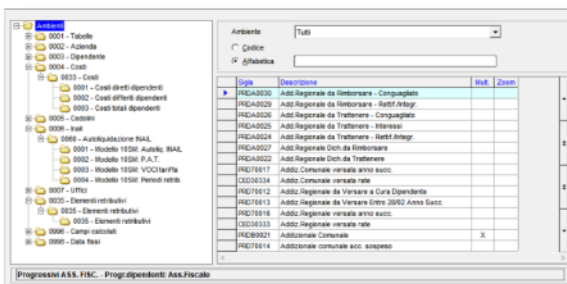 Ambienti
0001 - Tabelle
0002 - Azienda
0003 - Dipendente
0004 - Costi
0033 - Costi
0001 - Costi diretti dipendenti
0002 - Costi differiti dipendenti
0003 - Costi totali dipendenti
0005 - Cedolini
0006 - Inail
0060 - Autoliquidazione INAIL
0001 - Modello 10SM: Autoliq. INAIL
0002 - Modello 10SM: P.A.T.
0003 - Modello 10SM: VOCI tariffa
0004 - Modello 10SM: Periodi retrib.
0007 - Uffici
0035 - Elementi retributivi
0035 - Elementi retributivi
0035 - Elementi retributivi
0996 - Campi calcolati
0998 - Data fissi
Ambiente Tutti
Codice
Alfabetica
Sigla Descrizione Mult. Zoom
PRDA0030 Add.Regionale da Rimborsare - Conguagliato
PRDA0029 Add.Regionale da Rimborsare - Rettif./Integr.
PRDA0026 Add.Regionale da Trattenere - Conguagliato
PRDA0025 Add.Regionale da Trattenere - Interessi
PRDA0024 Add.Regionale da Trattenere - Rettif./Integr.
PRDA0027 Add.Regionale Dich.da Rimborsare
PRDA0022 Add.Regionale Dich.da Trattenere
PRD70017 Addiz.Comunale versata anno succ.
CED30334 Addiz.Comunale versata rate
PRD70012 Addiz.Regionale da Versare a Cura Dipendente
PRD70013 Addiz.Regionale da Versare Entro 28/02 Anno Succ.
PRD70016 Addiz.Regionale versata anno succ.
CED30333 Addiz.Regionale versata rate
PRDB0021 Addizionale Comunale X
PRD70014 Addizionale comunale acc. sospeso
Progressivi ASS. FISC. - Progr.dipendenti: Ass.Fiscale